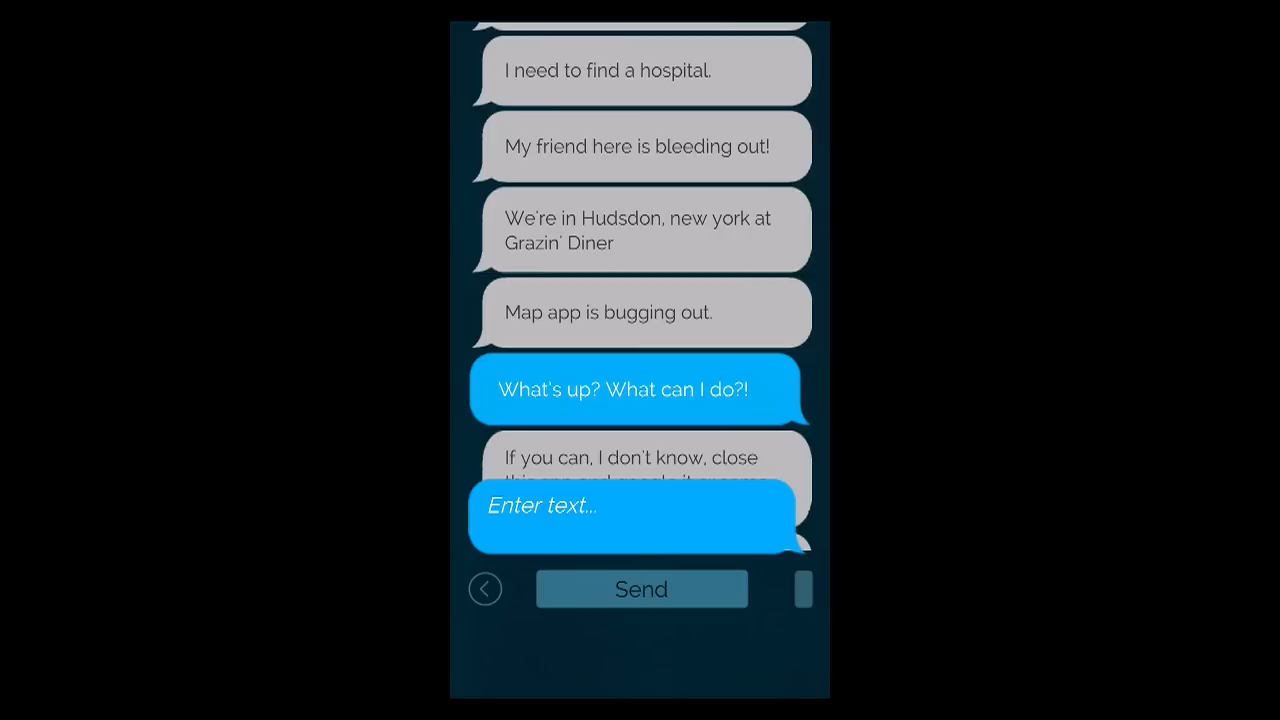 I need to find a hospital.
My friend here is bleeding out!
We're in Hudsdon, new york at
Grazin' Diner
Map app is bugging out.
What's up? What can I do?!
If you can, I don't know, close
Enter text...
Send